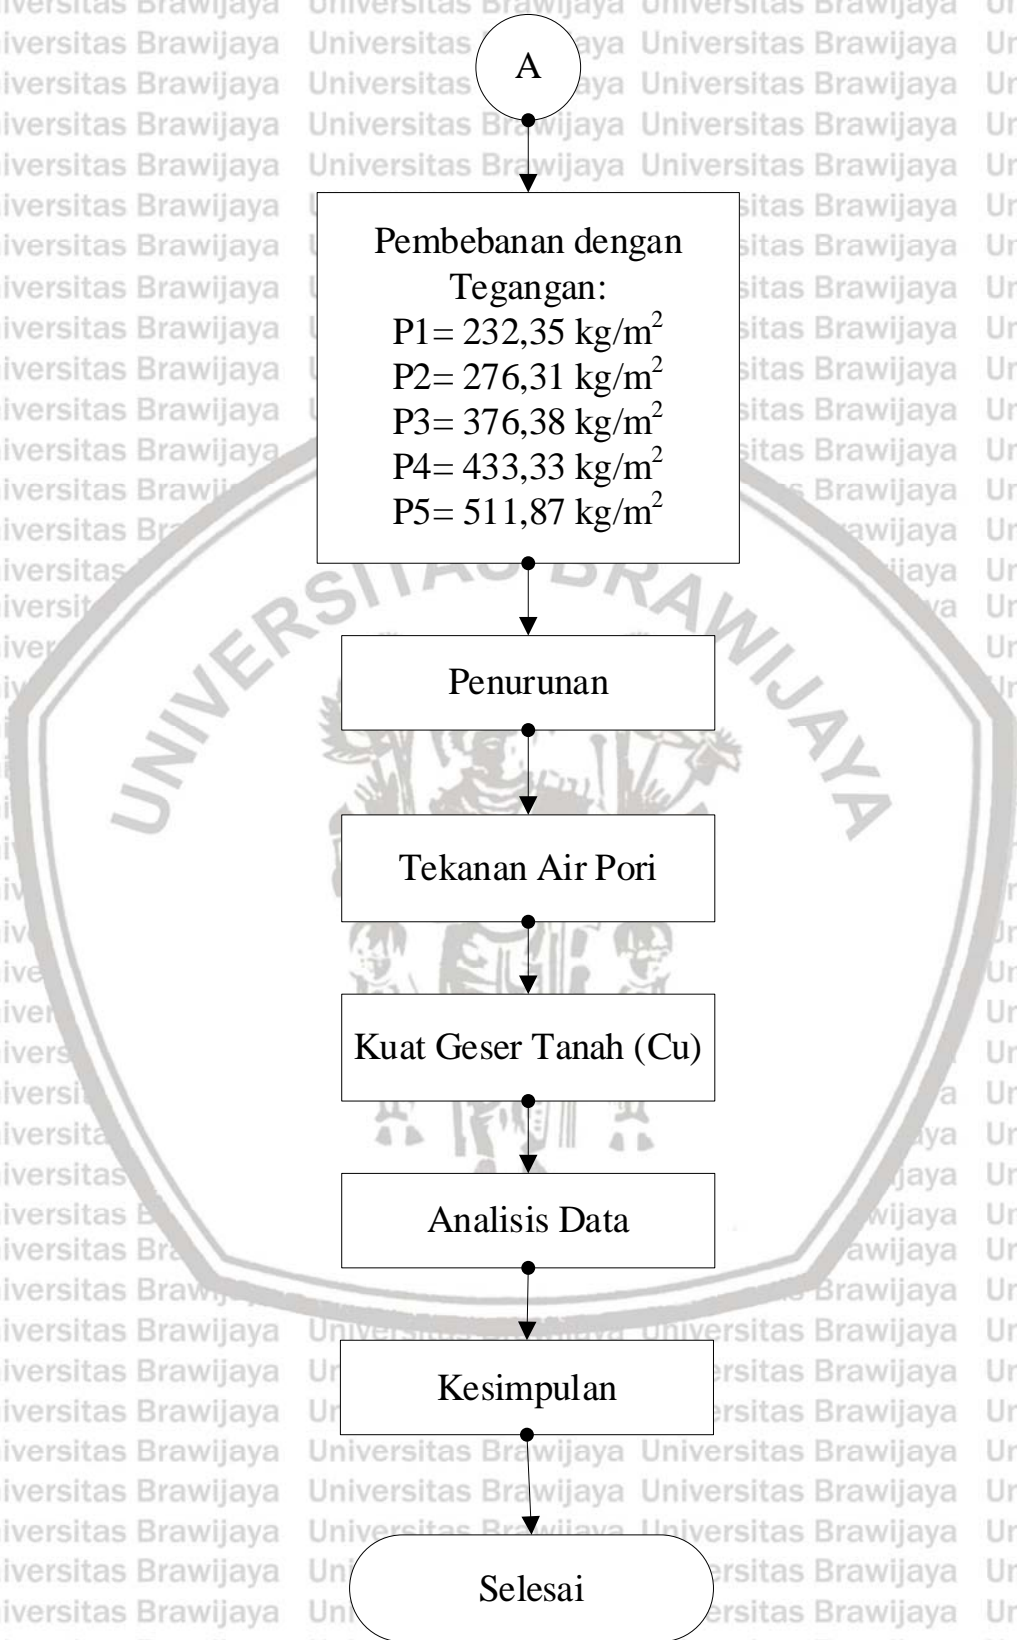 A
Pembebanan dengan
Tegangan:
P1= 232,35 kg/m²
P2= 276,31 kg/m²
P3= 376,38 kg/m²
P4= 433,33 kg/m²
P5= 511,87 kg/m²
UNIVERSITAS BRAWIJAYA
Penurunan
Tekanan Air Pori
Kuat Geser Tanah (Cu)
Analisis Data
Kesimpulan
Selesai